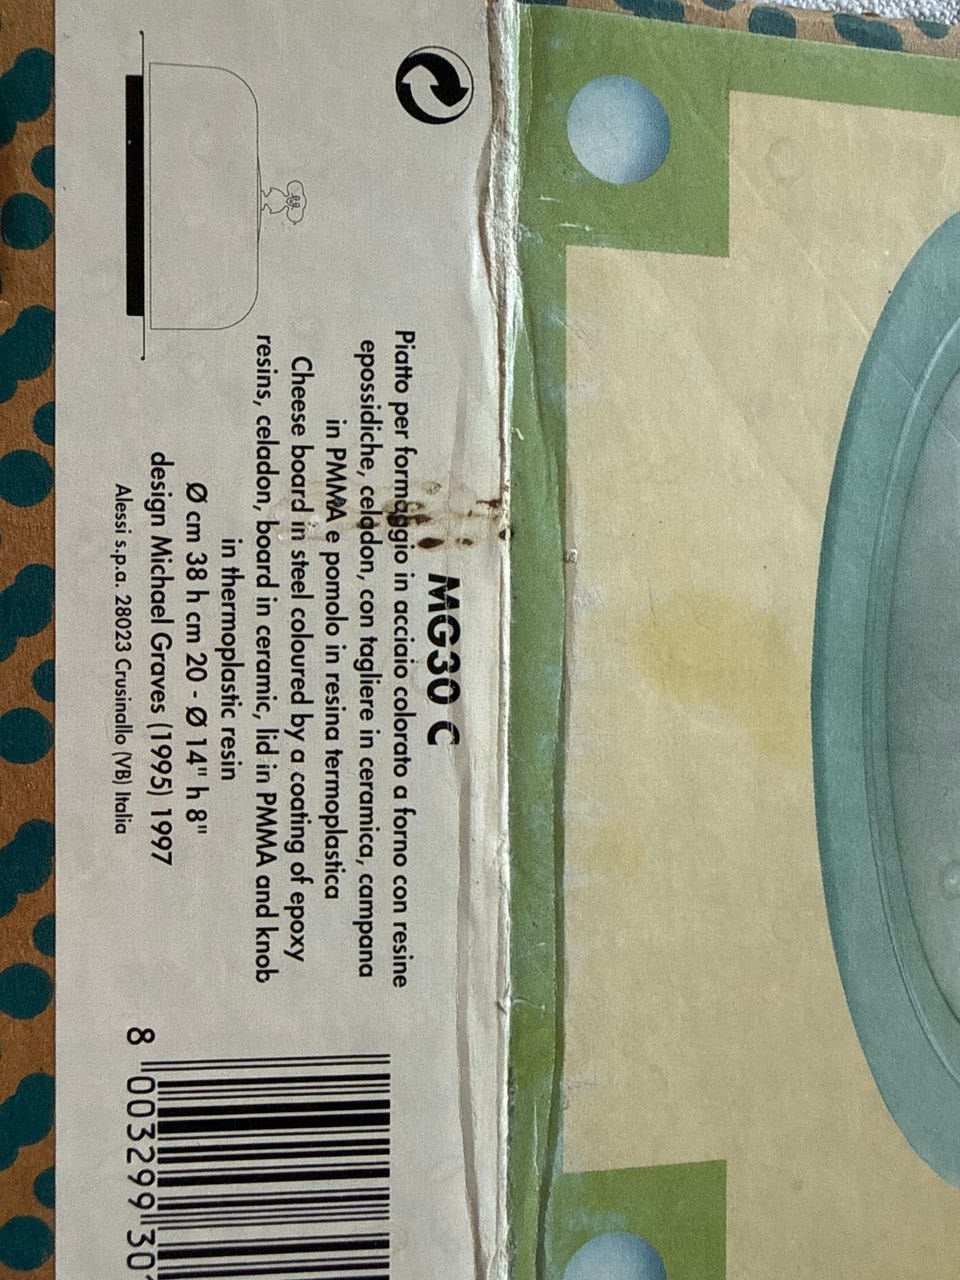 MG30 C
Piatto per formaggio in acciaio colorato a forno con resine
epossidiche, celadon, con tagliere in ceramica, campana
in PMMA e pomolo in resina termoplastica
Cheese board in steel coloured by a coating of epoxy
resins, celadon, board in ceramic, lid in PMMA and knob
in thermoplastic resin
Ø cm 38 h cm 20 - Ø 14" h 8"
design Michael Graves (1995) 1997
Alessi s.p.a. 28023 Crusinallo (VB) Italia
8 003299 30